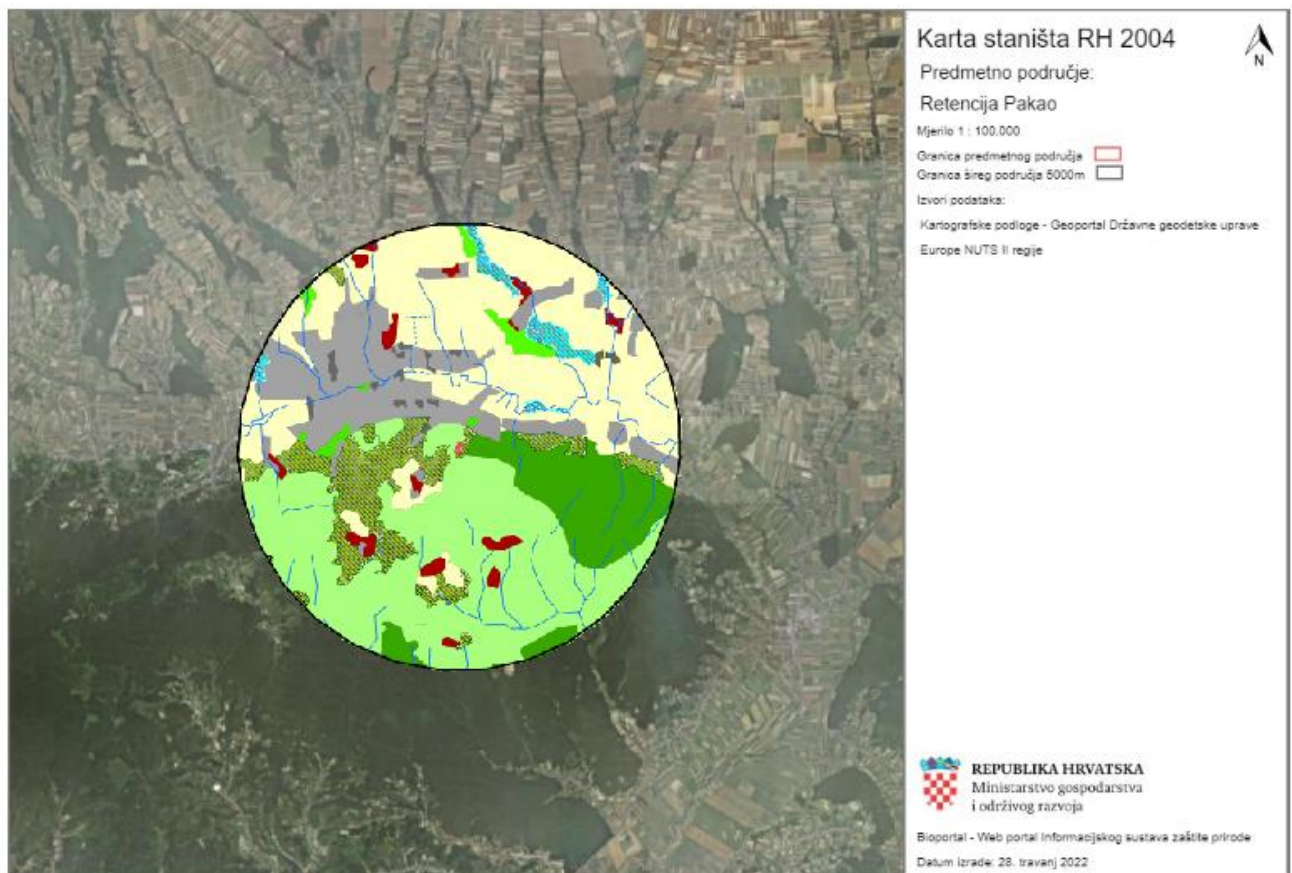 Karta staništa RH 2004
N
Predmetno područje:
Retencija Pakao
Mjerilo 1 : 100.000
Granica predmetnog područja
Granica šireg područja 5000m
Izvori podataka:
Kartografske podloge - Geoportal Državne geodetske uprave
Europe NUTS II regije
REPUBLIKA HRVATSKA
Ministarstvo gospodarstva
i održivog razvoja
Bioportal - Web portal Informacijskog sustava zaštite prirode
Datum izrade: 28. travanj 2022